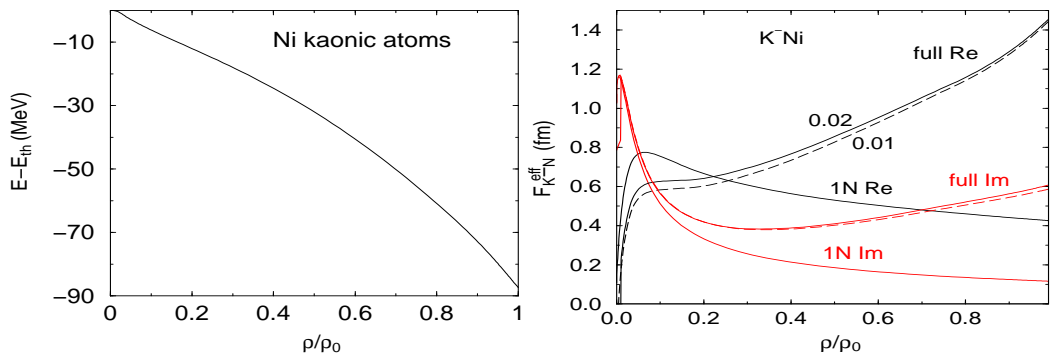 Ni kaonic atoms
E−E_th (MeV)
−10
−30
−50
−70
−90
0 0.2 0.4 0.6 0.8 1
ρ/ρ₀
K⁻Ni
F_{K⁻N}^{eff} (fm)
1.4
1.2
1.0
0.8
0.6
0.4
0.2
0.0
full Re
0.02
0.01
1N Re
full Im
1N Im
0.0 0.2 0.4 0.6 0.8
ρ/ρ₀